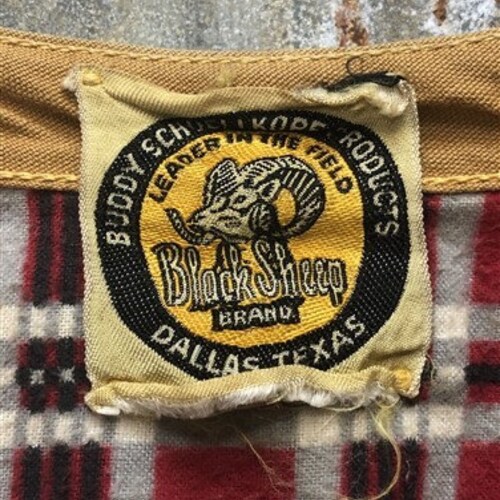 BUDDY SCHOELLKOPF PRODUCTS
LEADER IN THE FIELD
Black Sheep
BRAND
DALLAS, TEXAS